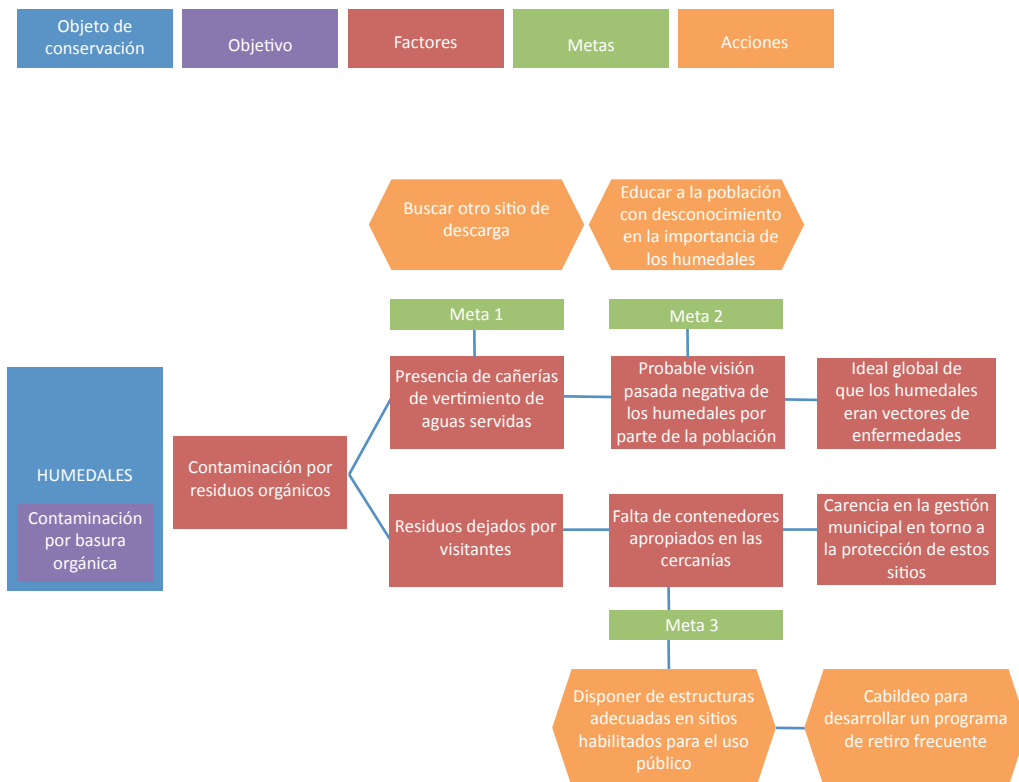 Objeto de
conservación
Objetivo
Factores
Metas
Acciones
Buscar otro sitio de
descarga
Educar a la población
con desconocimiento
en la importancia de
los humedales
Meta 1
Meta 2
Presencia de cañerías
de vertimiento de
aguas servidas
Probable visión
pasada negativa de
los humedales por
parte de la población
Ideal global de
que los humedales
eran vectores de
enfermedades
HUMEDALES
Contaminación
por basura
orgánica
Contaminación por
residuos orgánicos
Residuos dejados por
visitantes
Falta de contenedores
apropiados en las
cercanías
Carencia en la gestión
municipal en torno a
la protección de estos
sitios
Meta 3
Disponer de estructuras
adecuadas en sitios
habilitados para el uso
público
Cabildeo para
desarrollar un programa
de retiro frecuente